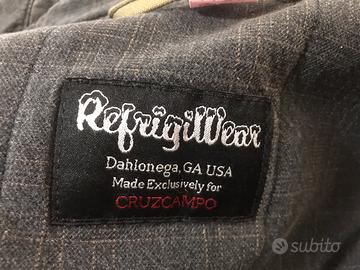 RefrigiWear
Dahlonega, GA USA
Made Exclusively for
CRUZCAMPO
subito